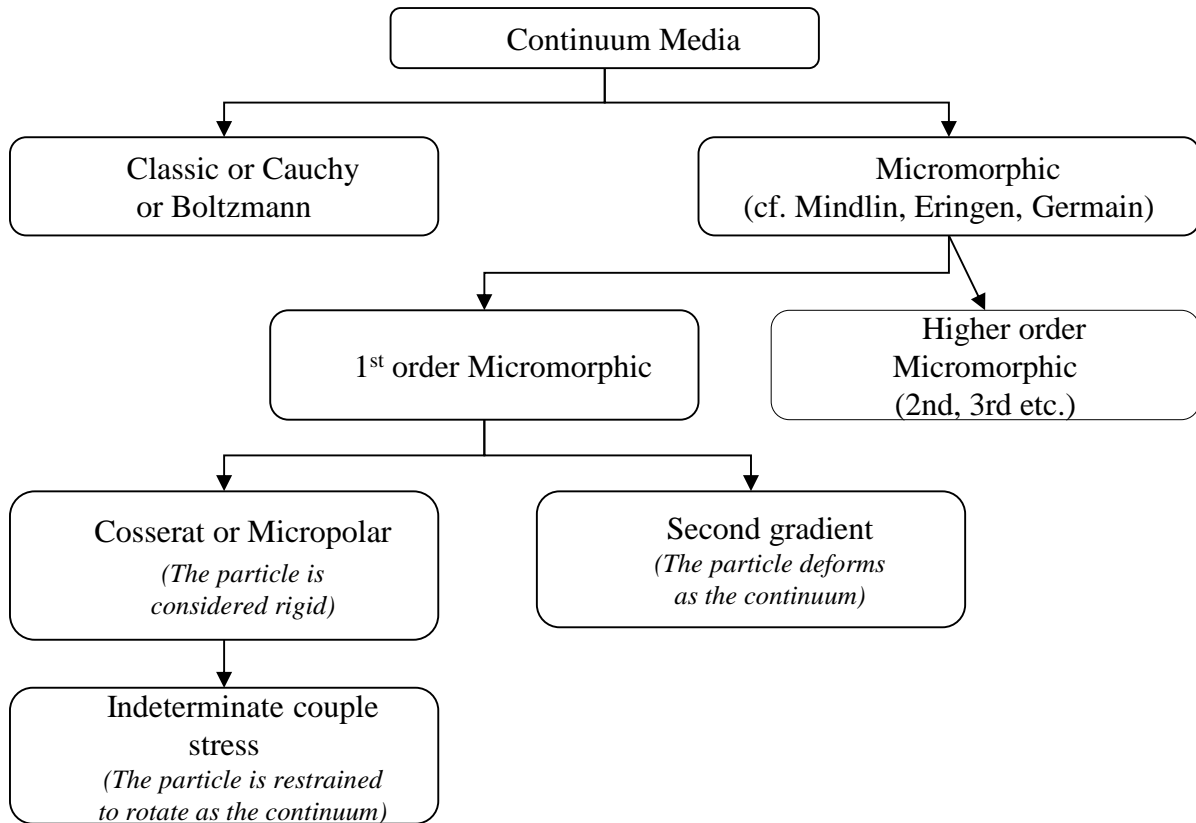 Continuum Media
Classic or Cauchy
or Boltzmann
Micromorphic
(cf. Mindlin, Eringen, Germain)
1st order Micromorphic
Higher order
Micromorphic
(2nd, 3rd etc.)
Cosserat or Micropolar
(The particle is
considered rigid)
Second gradient
(The particle deforms
as the continuum)
Indeterminate couple
stress
(The particle is restrained
to rotate as the continuum)